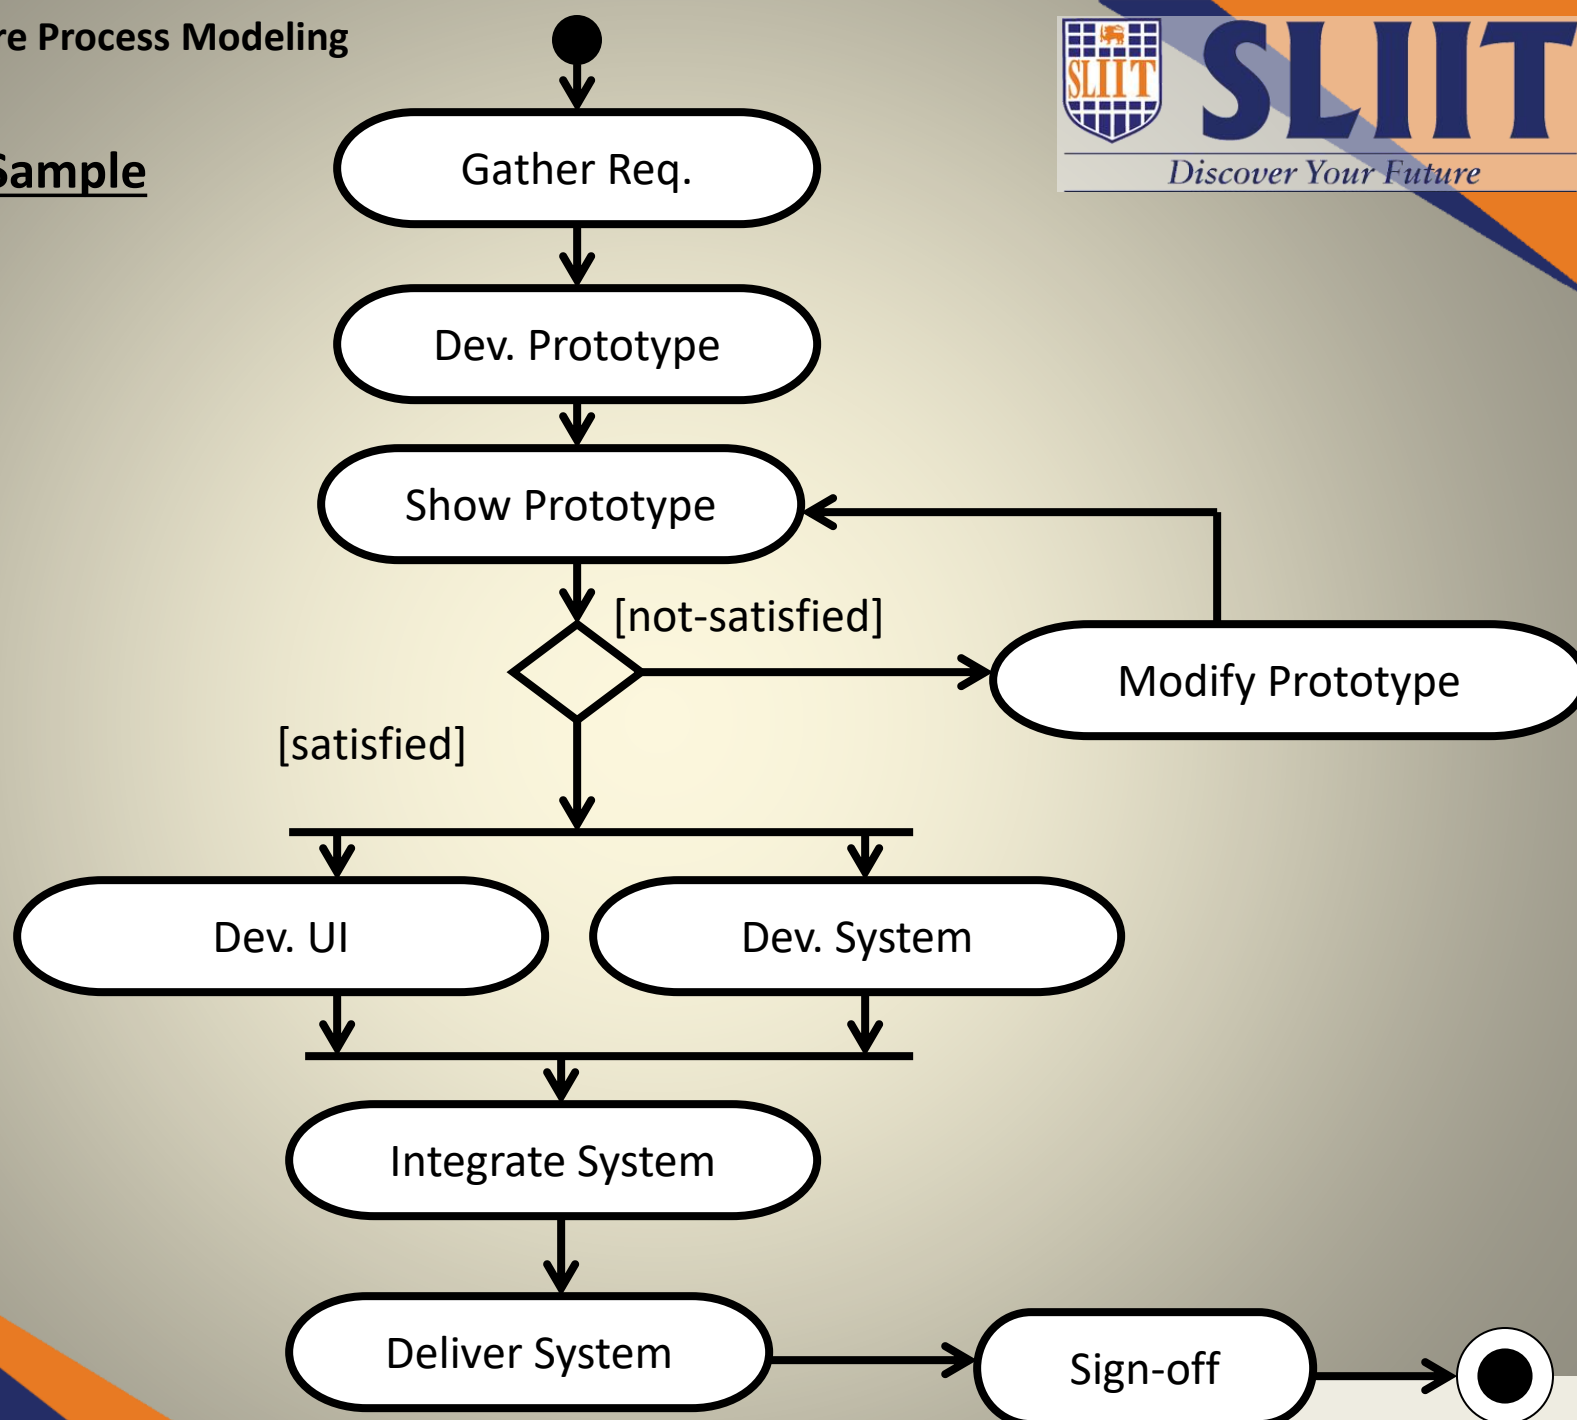 re Process Modeling
Sample
SLIIT
SLIIT
Discover Your Future
Gather Req.
Dev. Prototype
Show Prototype
[not-satisfied]
Modify Prototype
[satisfied]
Dev. UI
Dev. System
Integrate System
Deliver System
Sign-off